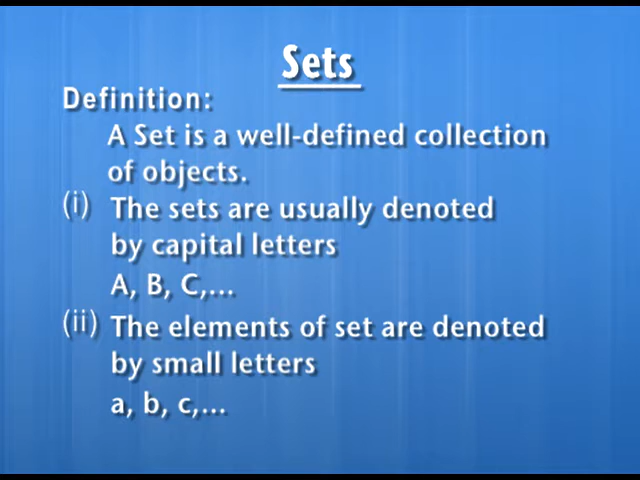 Sets
Definition:
A Set is a well-defined collection
of objects.
(i) The sets are usually denoted
by capital letters
A, B, C,...
(ii) The elements of set are denoted
by small letters
a, b, c,...